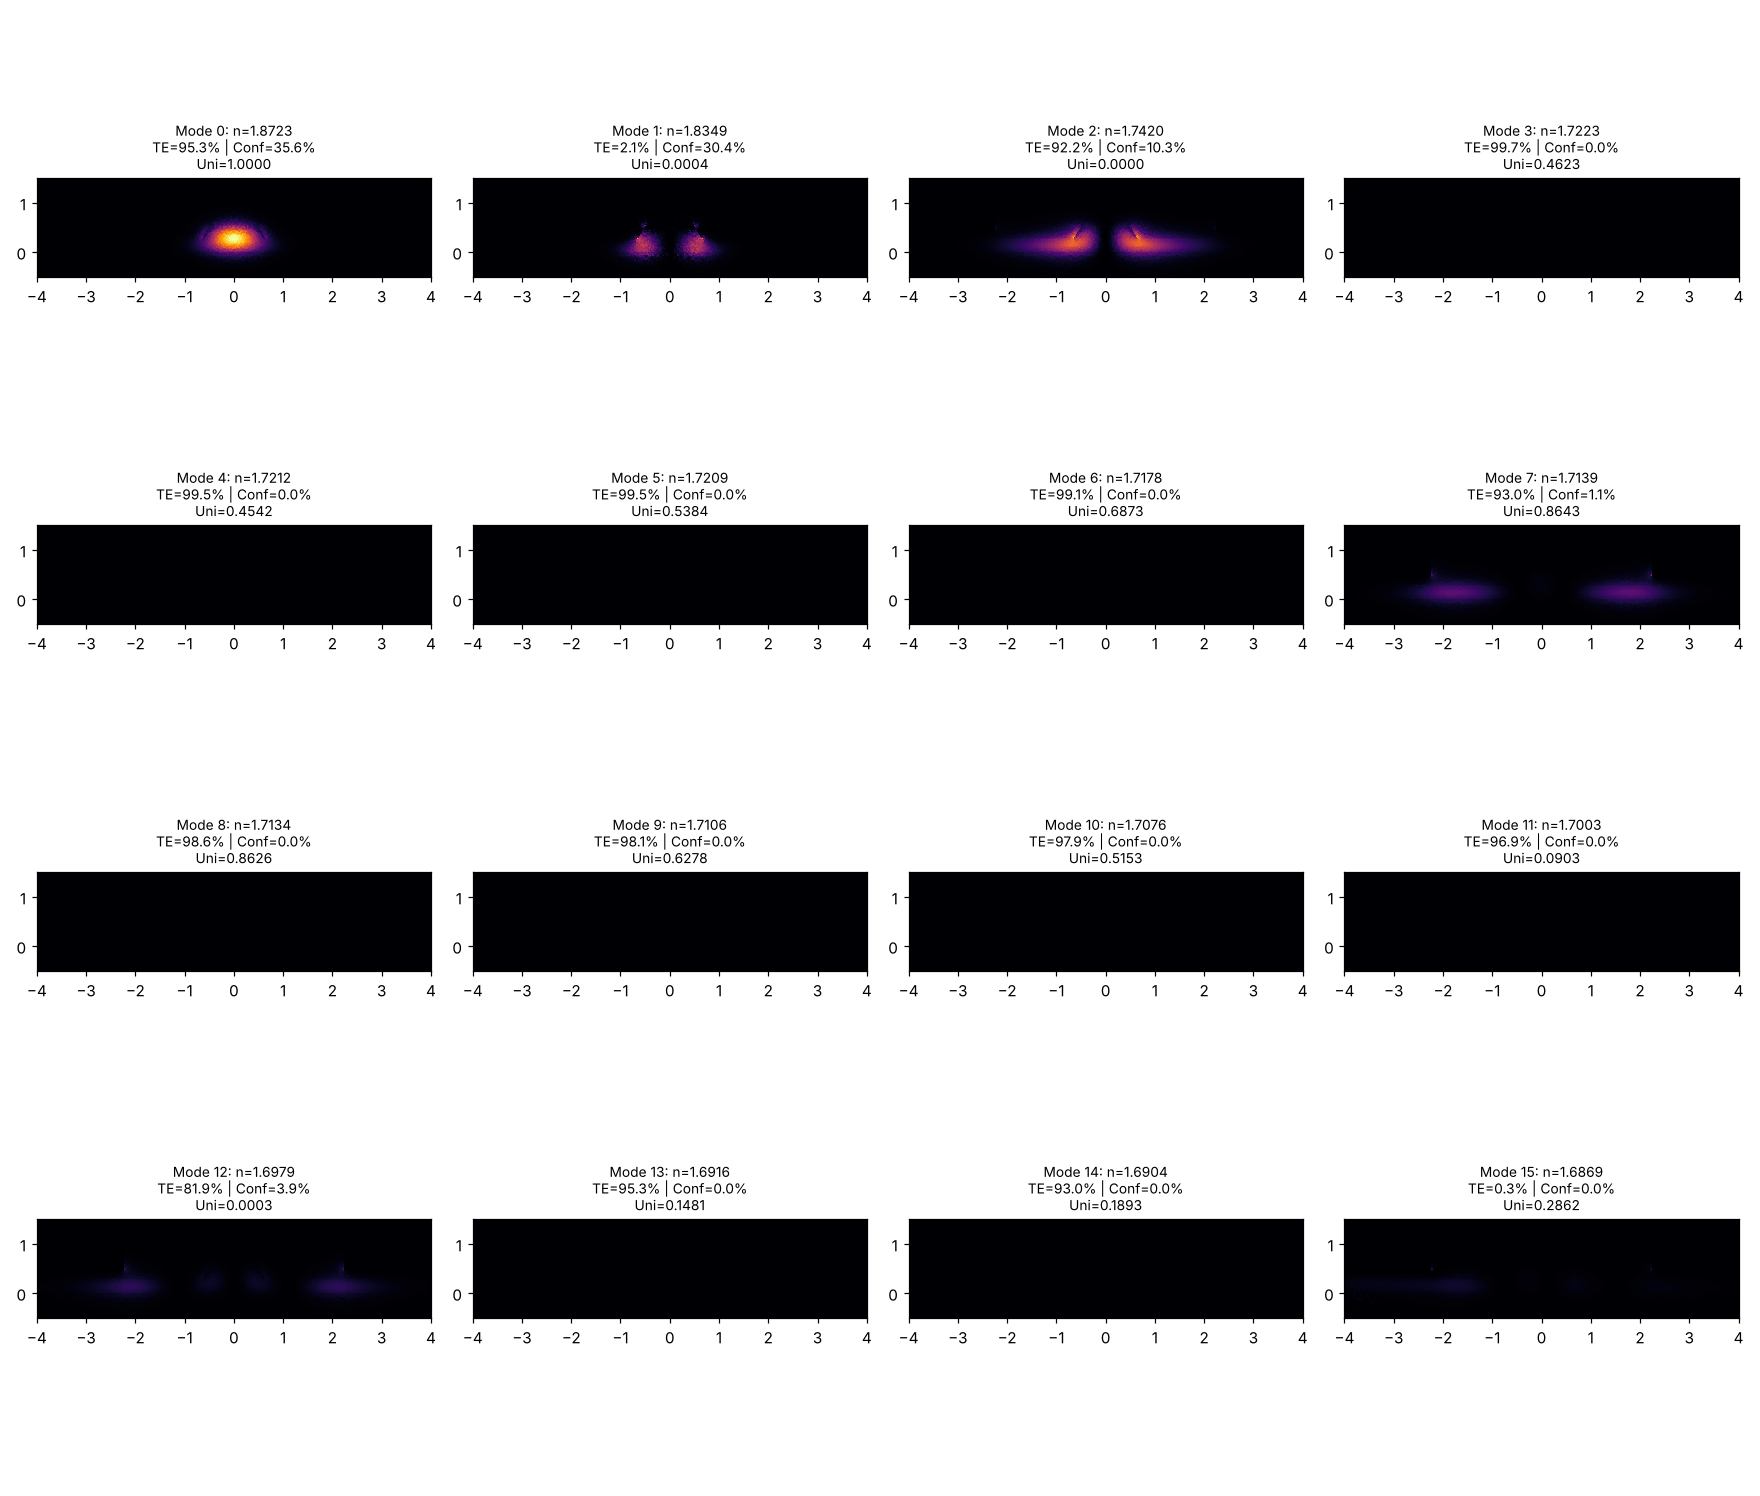 Mode 0: n=1.8723
TE=95.3% | Conf=35.6%
Uni=1.0000
1
0
−4 −3 −2 −1 0 1 2 3 4
Mode 1: n=1.8349
TE=2.1% | Conf=30.4%
Uni=0.0004
1
0
−4 −3 −2 −1 0 1 2 3 4
Mode 2: n=1.7420
TE=92.2% | Conf=10.3%
Uni=0.0000
1
0
−4 −3 −2 −1 0 1 2 3 4
Mode 3: n=1.7223
TE=99.7% | Conf=0.0%
Uni=0.4623
1
0
−4 −3 −2 −1 0 1 2 3 4
Mode 4: n=1.7212
TE=99.5% | Conf=0.0%
Uni=0.4542
1
0
−4 −3 −2 −1 0 1 2 3 4
Mode 5: n=1.7209
TE=99.5% | Conf=0.0%
Uni=0.5384
1
0
−4 −3 −2 −1 0 1 2 3 4
Mode 6: n=1.7178
TE=99.1% | Conf=0.0%
Uni=0.6873
1
0
−4 −3 −2 −1 0 1 2 3 4
Mode 7: n=1.7139
TE=93.0% | Conf=1.1%
Uni=0.8643
1
0
−4 −3 −2 −1 0 1 2 3 4
Mode 8: n=1.7134
TE=98.6% | Conf=0.0%
Uni=0.8626
1
0
−4 −3 −2 −1 0 1 2 3 4
Mode 9: n=1.7106
TE=98.1% | Conf=0.0%
Uni=0.6278
1
0
−4 −3 −2 −1 0 1 2 3 4
Mode 10: n=1.7076
TE=97.9% | Conf=0.0%
Uni=0.5153
1
0
−4 −3 −2 −1 0 1 2 3 4
Mode 11: n=1.7003
TE=96.9% | Conf=0.0%
Uni=0.0903
1
0
−4 −3 −2 −1 0 1 2 3 4
Mode 12: n=1.6979
TE=81.9% | Conf=3.9%
Uni=0.0003
1
0
−4 −3 −2 −1 0 1 2 3 4
Mode 13: n=1.6916
TE=95.3% | Conf=0.0%
Uni=0.1481
1
0
−4 −3 −2 −1 0 1 2 3 4
Mode 14: n=1.6904
TE=93.0% | Conf=0.0%
Uni=0.1893
1
0
−4 −3 −2 −1 0 1 2 3 4
Mode 15: n=1.6869
TE=0.3% | Conf=0.0%
Uni=0.2862
1
0
−4 −3 −2 −1 0 1 2 3 4